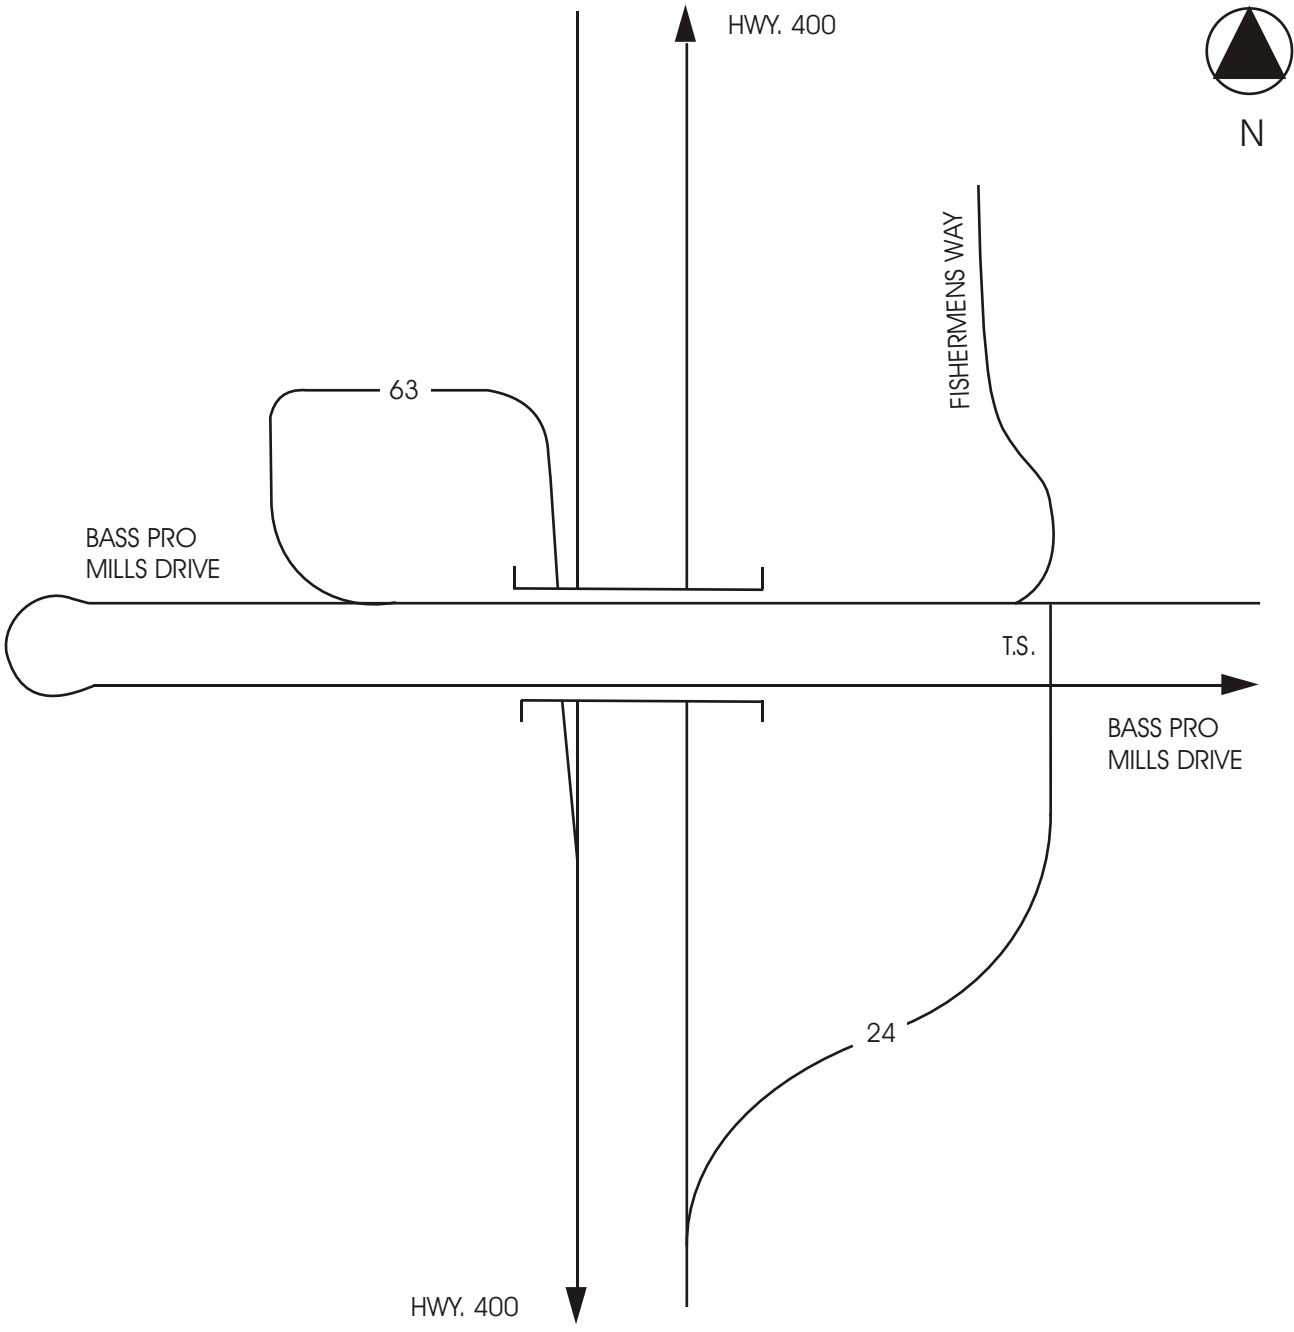 HWY. 400
N
FISHERMENS WAY
63
BASS PRO
MILLS DRIVE
T.S.
BASS PRO
MILLS DRIVE
24
HWY. 400